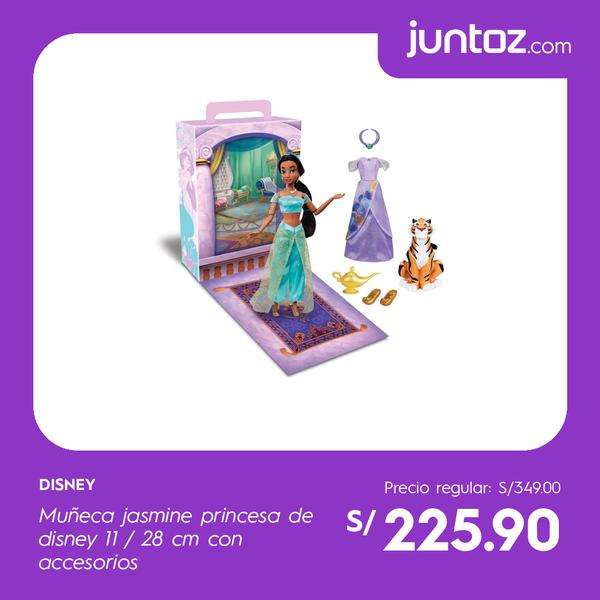 juntoz.com
DISNEY
Muñeca jasmine princesa de
disney 11 / 28 cm con
accesorios
Precio regular: S/349.00
S/ 225.90